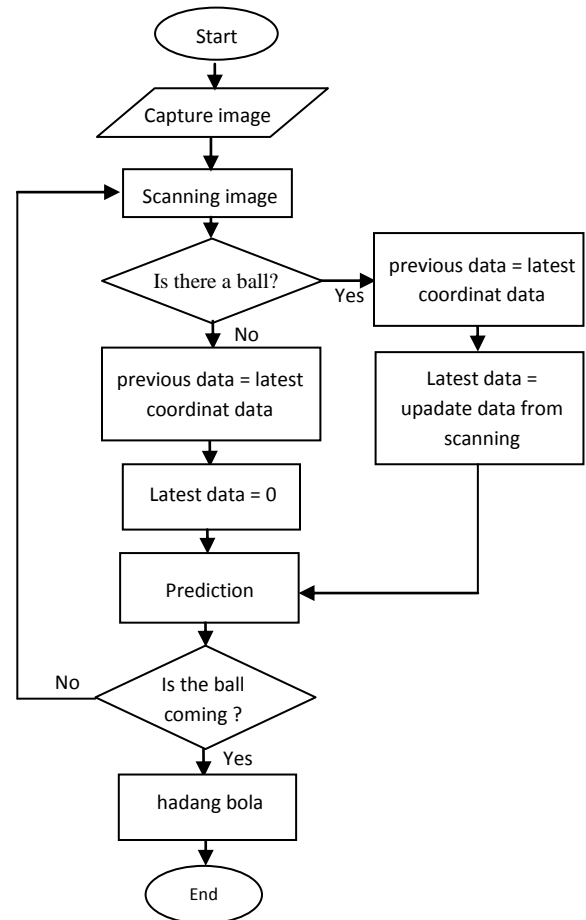 Start
Capture image
Scanning image
Is there a ball?
Yes
previous data = latest
coordinat data
Latest data =
upadate data from
scanning
No
previous data = latest
coordinat data
Latest data = 0
Prediction
Is the ball
coming ?
No
Yes
hadang bola
End